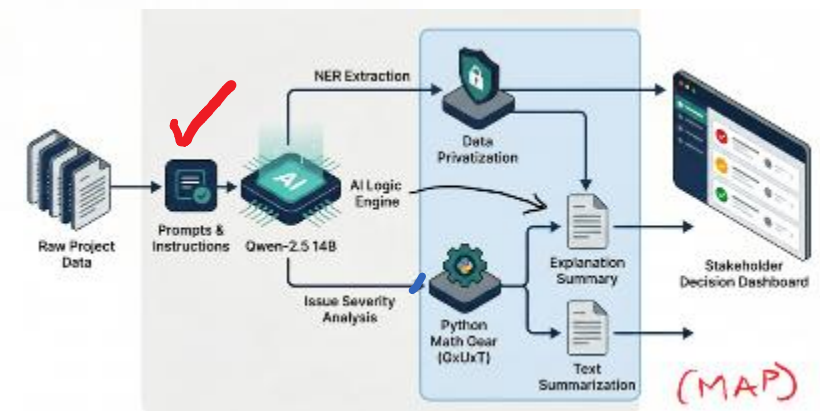 NER Extraction
Data
Privatization
AI
AI Logic
Engine
Raw Project
Data
Prompts &
Instructions
Qwen-2.5 14B
Explanation
Summary
Stakeholder
Decision Dashboard
Issue Severity
Analysis
Python
Math Gear
(GxUxT)
Text
Summarization
(MAP)